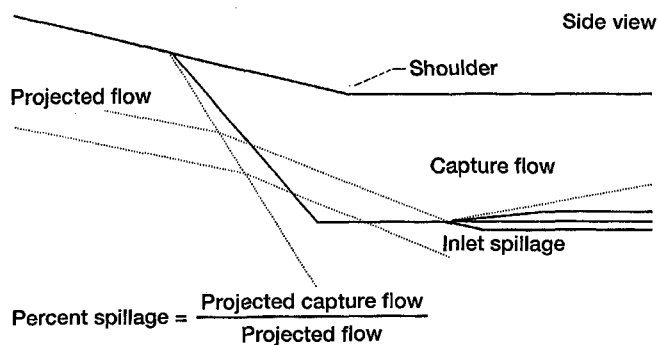 Side view
Shoulder
Projected flow
Capture flow
Inlet spillage
Percent spillage = Projected capture flow
Projected flow